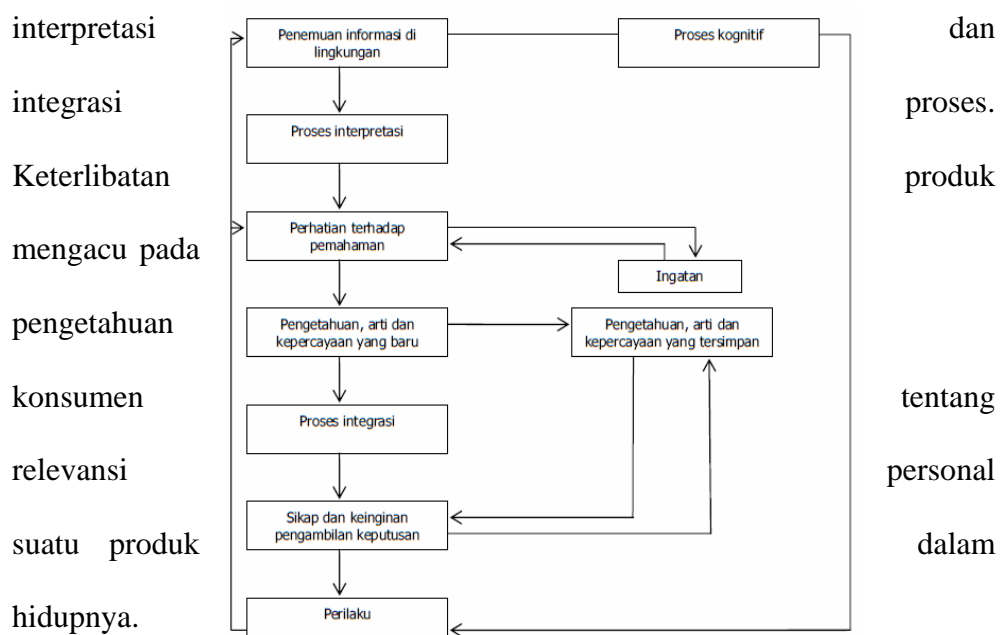 interpretasi dan
integrasi proses.
Keterlibatan produk
mengacu pada
pengetahuan
konsumen tentang
relevansi personal
suatu produk dalam
hidupnya.
Penemuan informasi di
lingkungan
Proses kognitif
Proses interpretasi
Perhatian terhadap
pemahaman
Ingatan
Pengetahuan, arti dan
kepercayaan yang baru
Pengetahuan, arti dan
kepercayaan yang tersimpan
Proses integrasi
Sikap dan keinginan
pengambilan keputusan
Perilaku